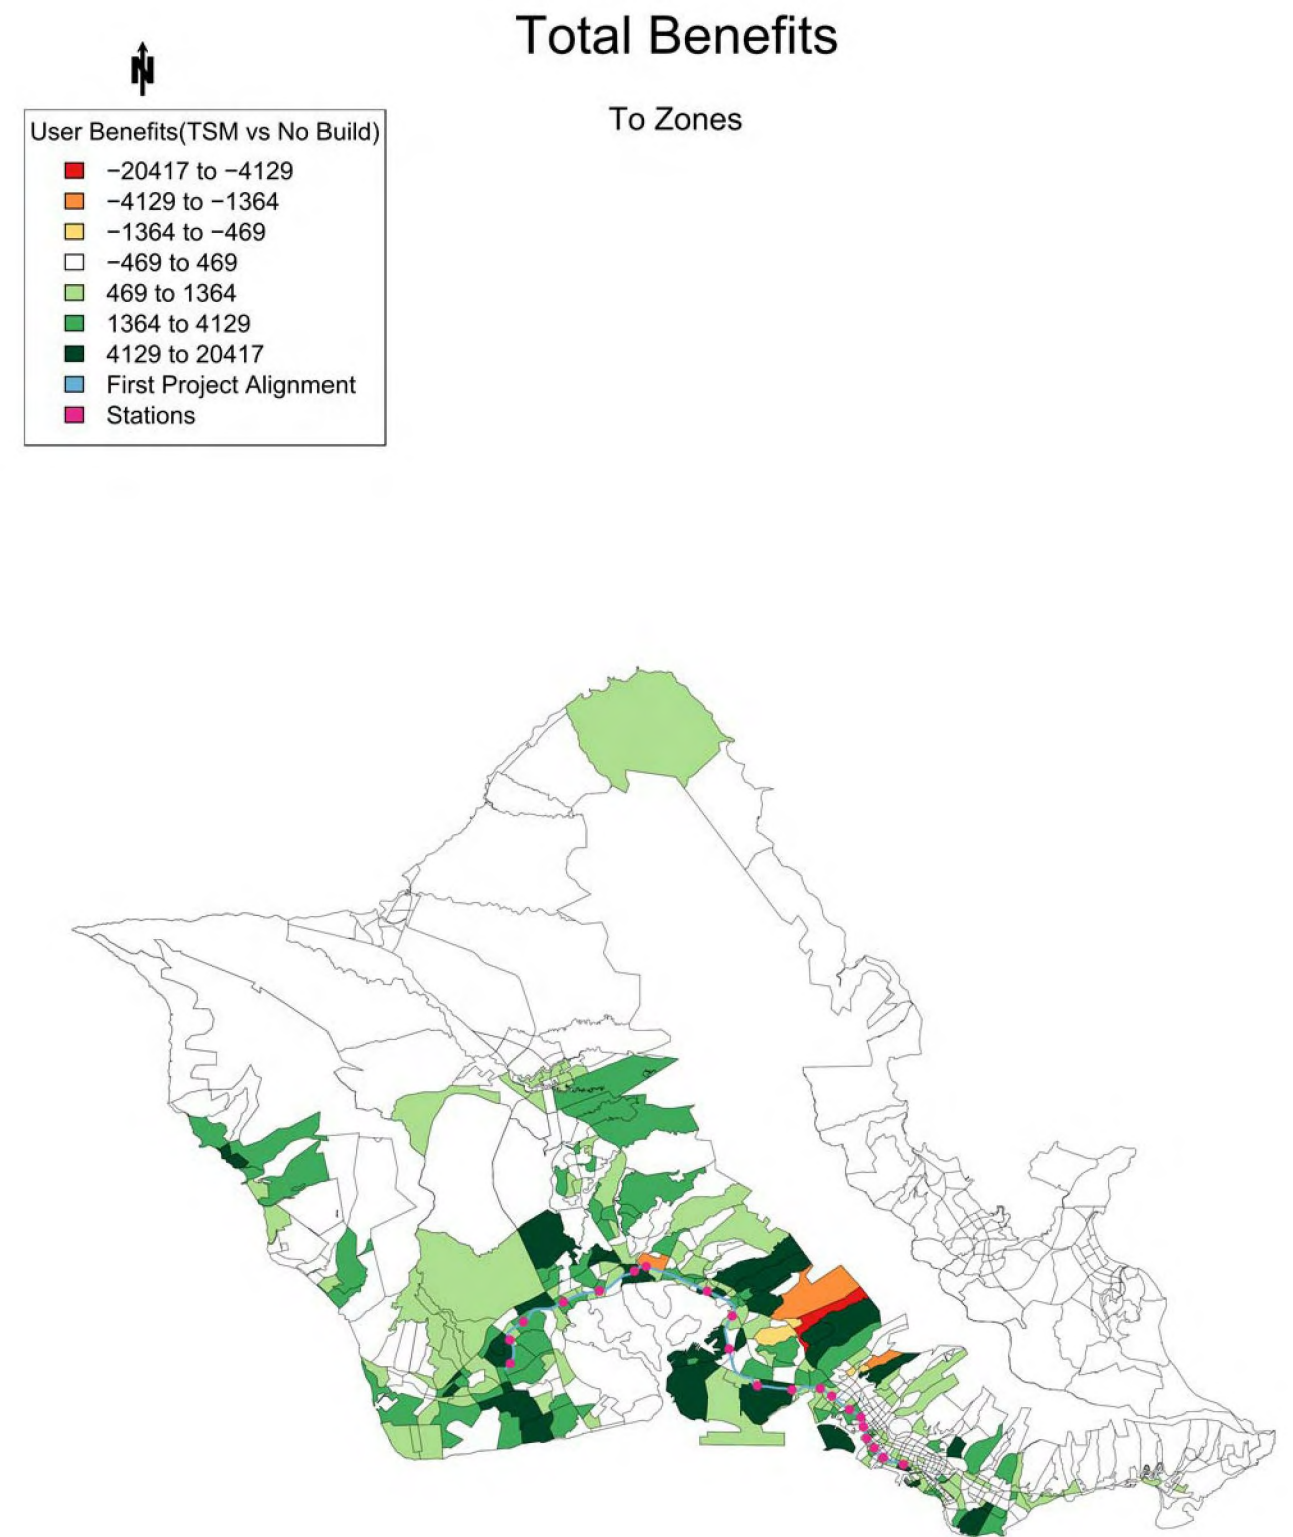 Total Benefits
N
To Zones
User Benefits(TSM vs No Build)
−20417 to −4129
−4129 to −1364
−1364 to −469
−469 to 469
469 to 1364
1364 to 4129
4129 to 20417
First Project Alignment
Stations